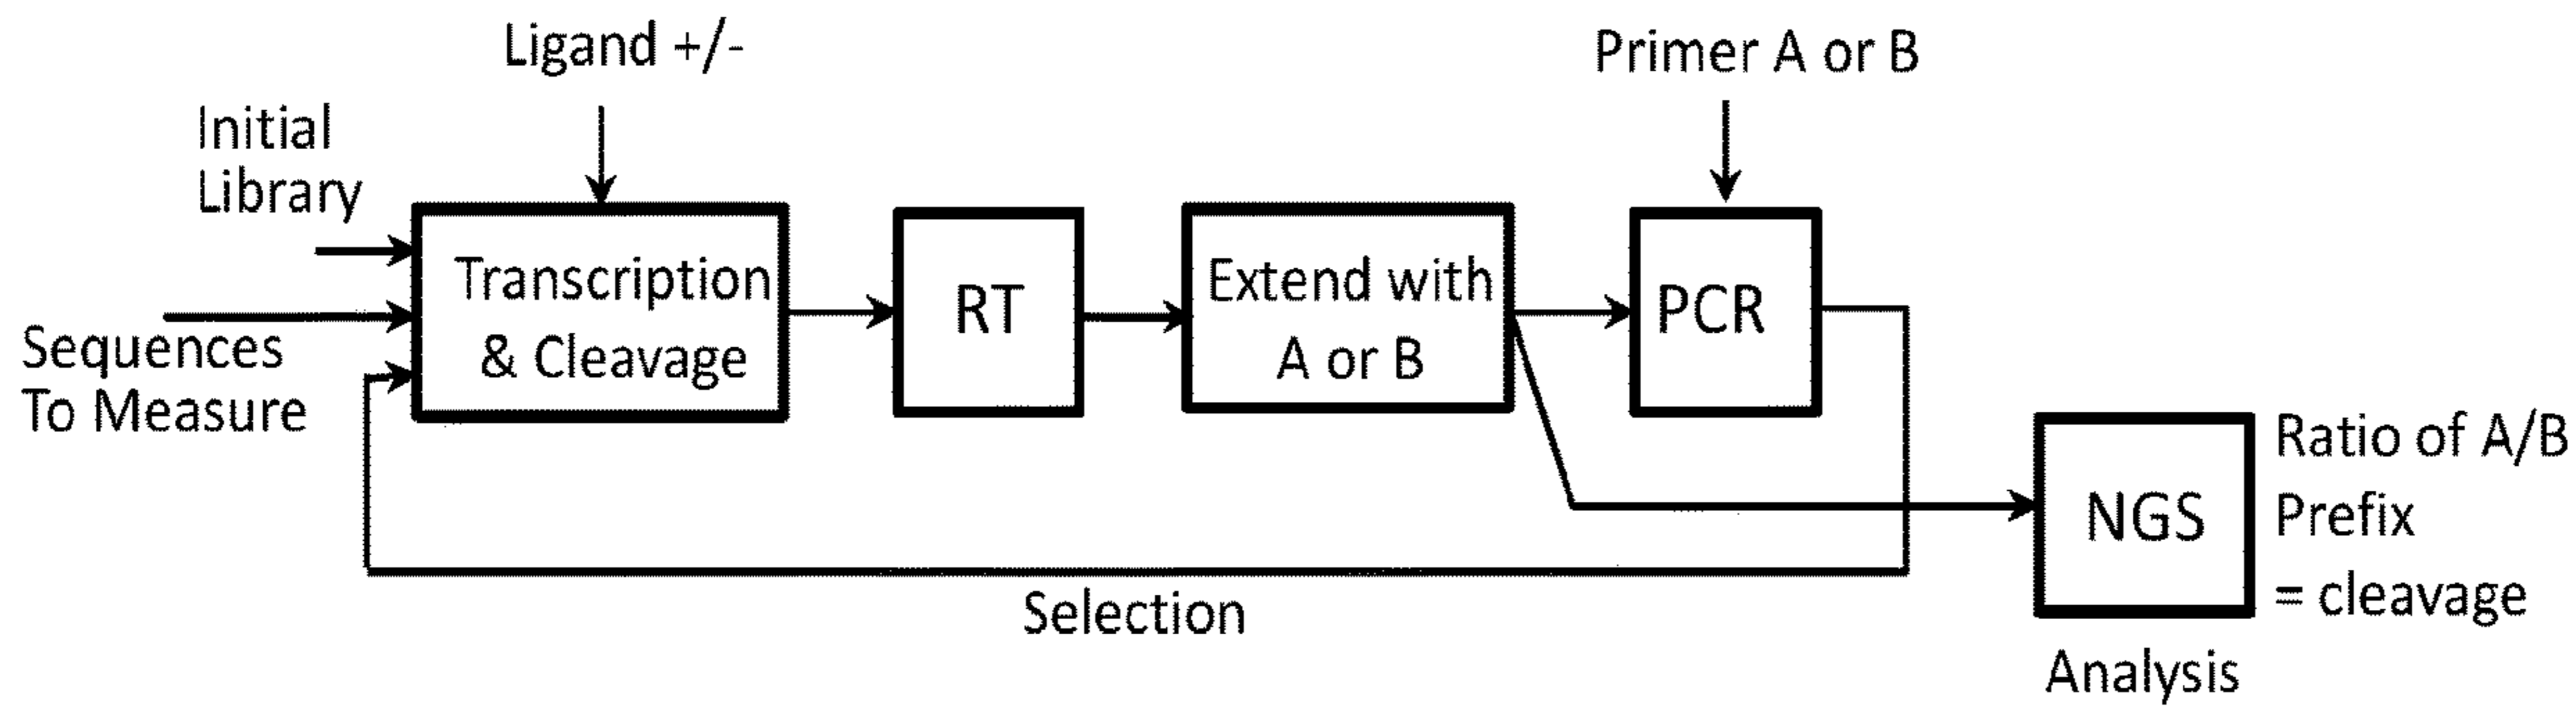 Ligand +/-
Primer A or B
Initial
Library
Transcription
& Cleavage
RT
Extend with
A or B
PCR
Sequences
To Measure
NGS
Ratio of A/B
Prefix
= cleavage
Selection
Analysis